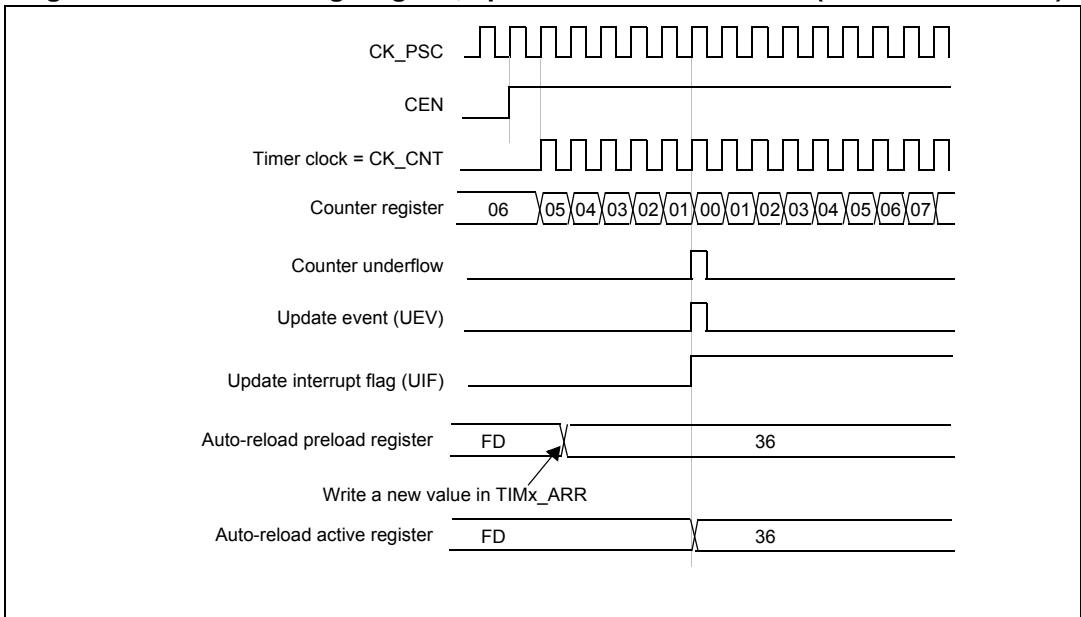 CK_PSC
CEN
Timer clock = CK_CNT
Counter register 06 05 04 03 02 01 00 01 02 03 04 05 06 07
Counter underflow
Update event (UEV)
Update interrupt flag (UIF)
Auto-reload preload register FD 36
Write a new value in TIMx_ARR
Auto-reload active register FD 36